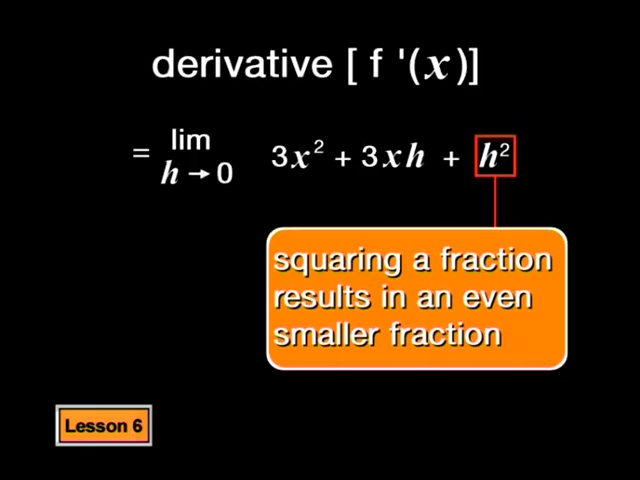 derivative [ f '(x)]
= lim h→0 3x² + 3xh + h²
squaring a fraction
results in an even
smaller fraction
Lesson 6